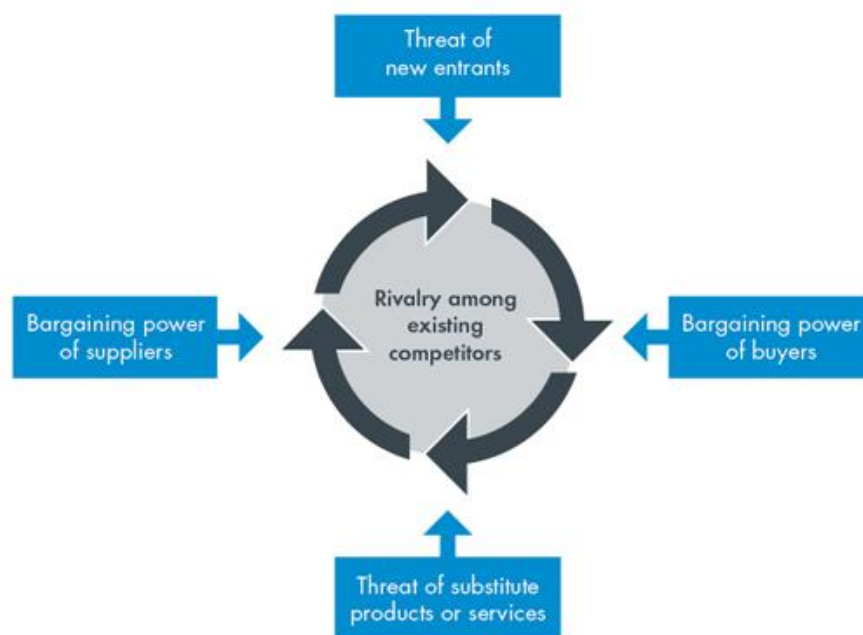 Threat of
new entrants
Bargaining power
of suppliers
Rivalry among
existing
competitors
Bargaining power
of buyers
Threat of substitute
products or services